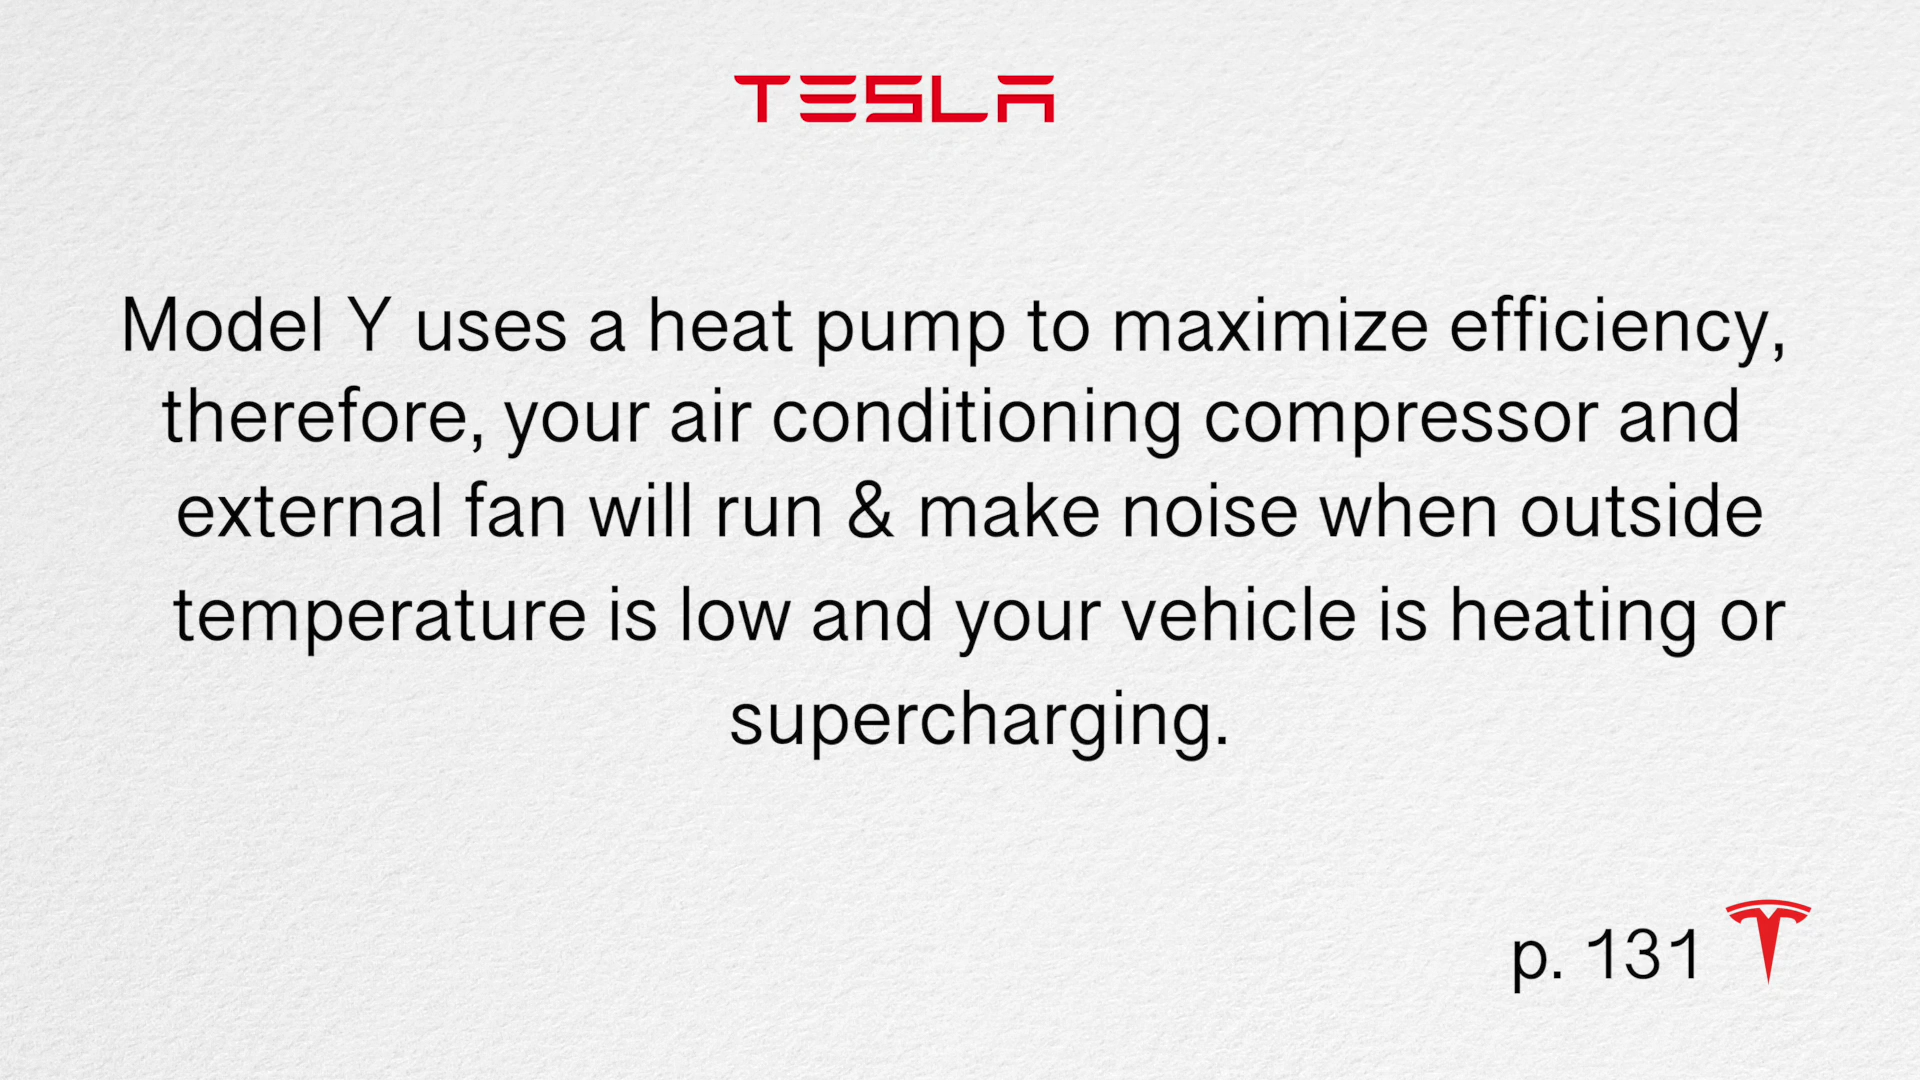 TESLA
Model Y uses a heat pump to maximize efficiency,
therefore, your air conditioning compressor and
external fan will run & make noise when outside
temperature is low and your vehicle is heating or
supercharging.
p. 131